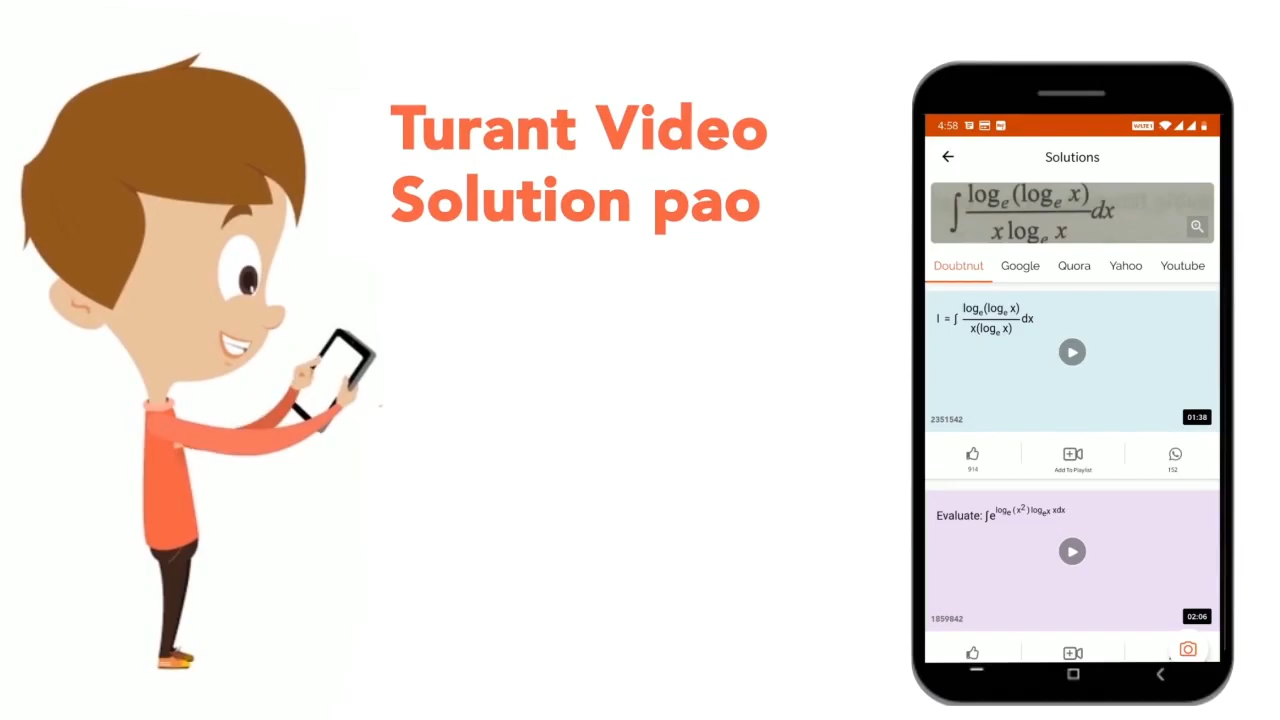 Turant Video
Solution pao
4:58
VoLTE1
Solutions
∫ logₑ(logₑ x) / x logₑ x dx
Doubtnut Google Quora Yahoo Youtube
I = ∫ logₑ(logₑ x) / x(logₑ x) dx
2351542 01:38
914 Add To Playlist 152
Evaluate: ∫e^logₑ(x²)logₑx xdx
1859842 02:06